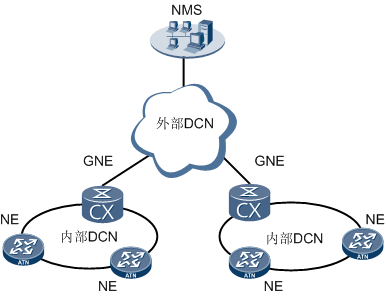 NMS
外部DCN
GNE
GNE
CX
CX
NE
NE
内部DCN
内部DCN
ATN
ATN
ATN
ATN
NE
NE